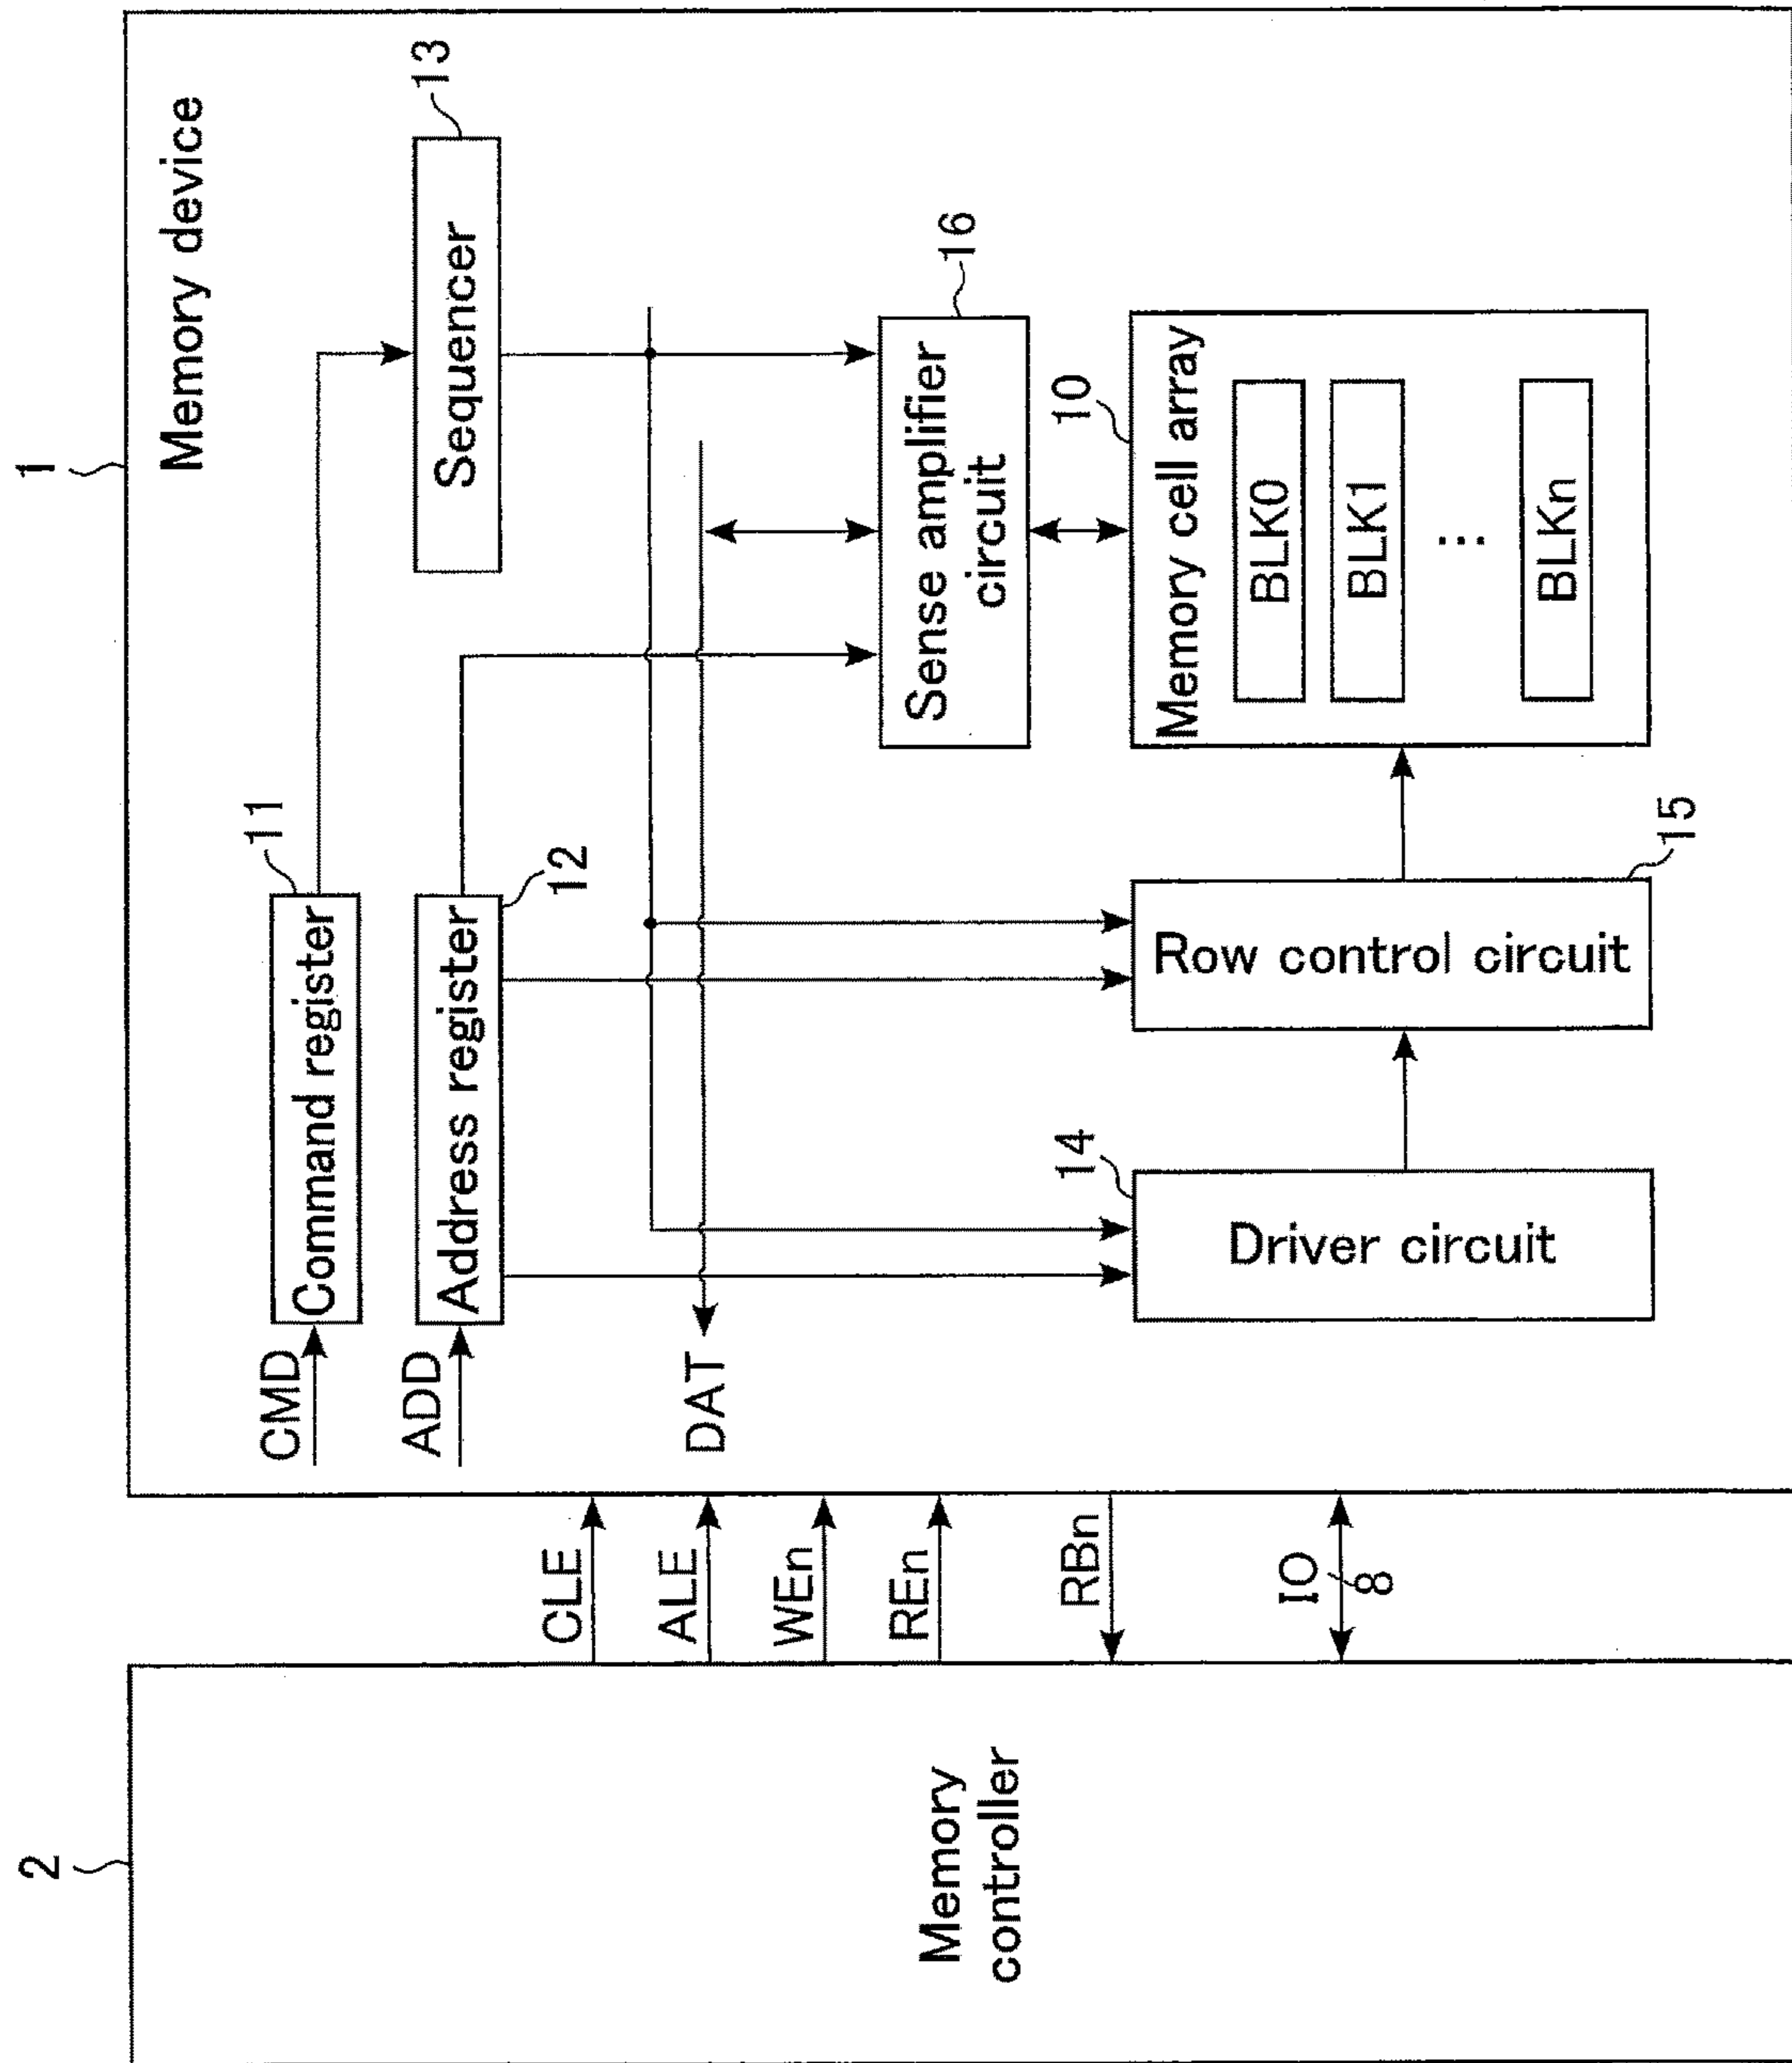 2
1
Memory
controller
CLE
ALE
WEn
REn
RBn
IO
8
Memory device
CMD
Command register
11
ADD
Address register
12
Sequencer
13
DAT
Sense amplifier
circuit
16
Driver circuit
14
Row control circuit
15
Memory cell array
10
BLK0
BLK1
...
BLKn